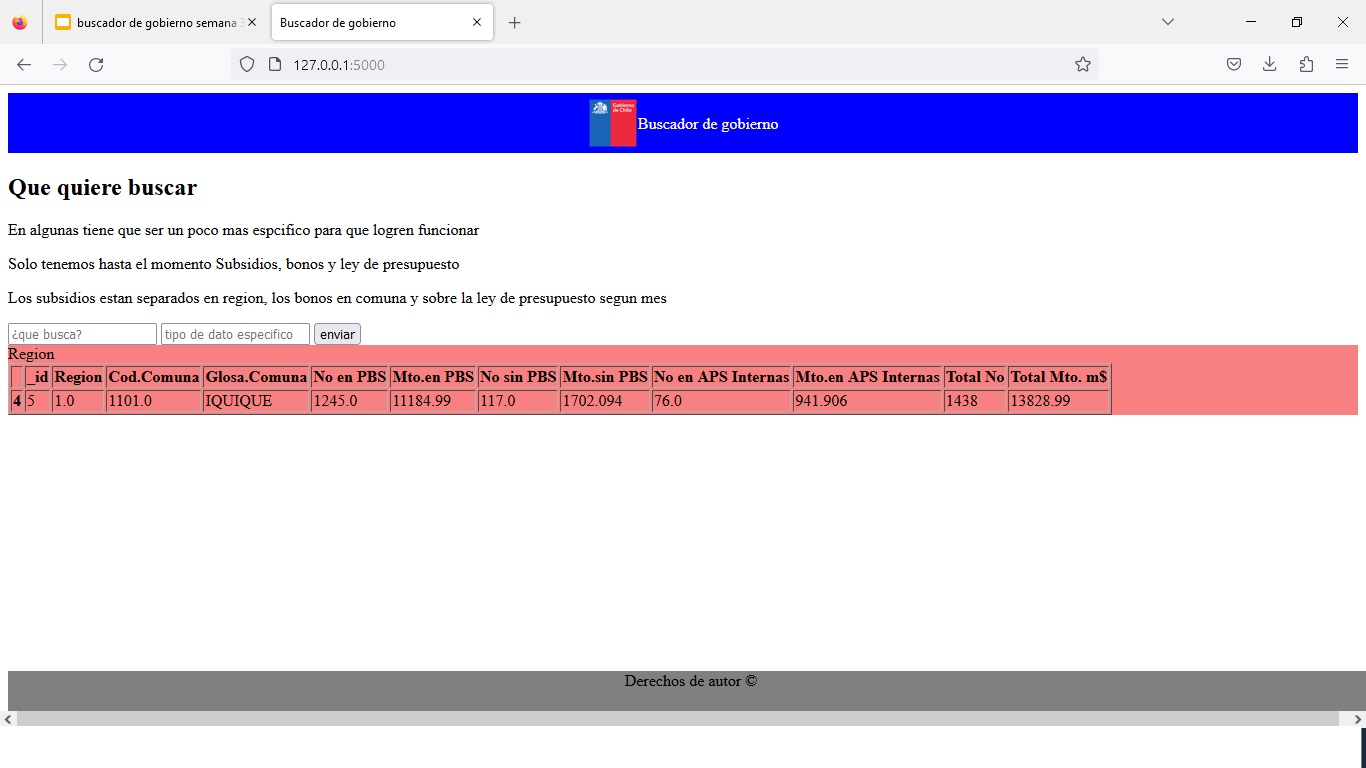 buscador de gobierno semana 3
Buscador de gobierno
127.0.0.1:5000
Gobierno de Chile
Buscador de gobierno
Que quiere buscar
En algunas tiene que ser un poco mas espcifico para que logren funcionar
Solo tenemos hasta el momento Subsidios, bonos y ley de presupuesto
Los subsidios estan separados en region, los bonos en comuna y sobre la ley de presupuesto segun mes
¿que busca? tipo de dato especifico enviar
Region
_id Region Cod.Comuna Glosa.Comuna No en PBS Mto.en PBS No sin PBS Mto.sin PBS No en APS Internas Mto.en APS Internas Total No Total Mto. m$
4 5 1.0 1101.0 IQUIQUE 1245.0 11184.99 117.0 1702.094 76.0 941.906 1438 13828.99
Derechos de autor ©